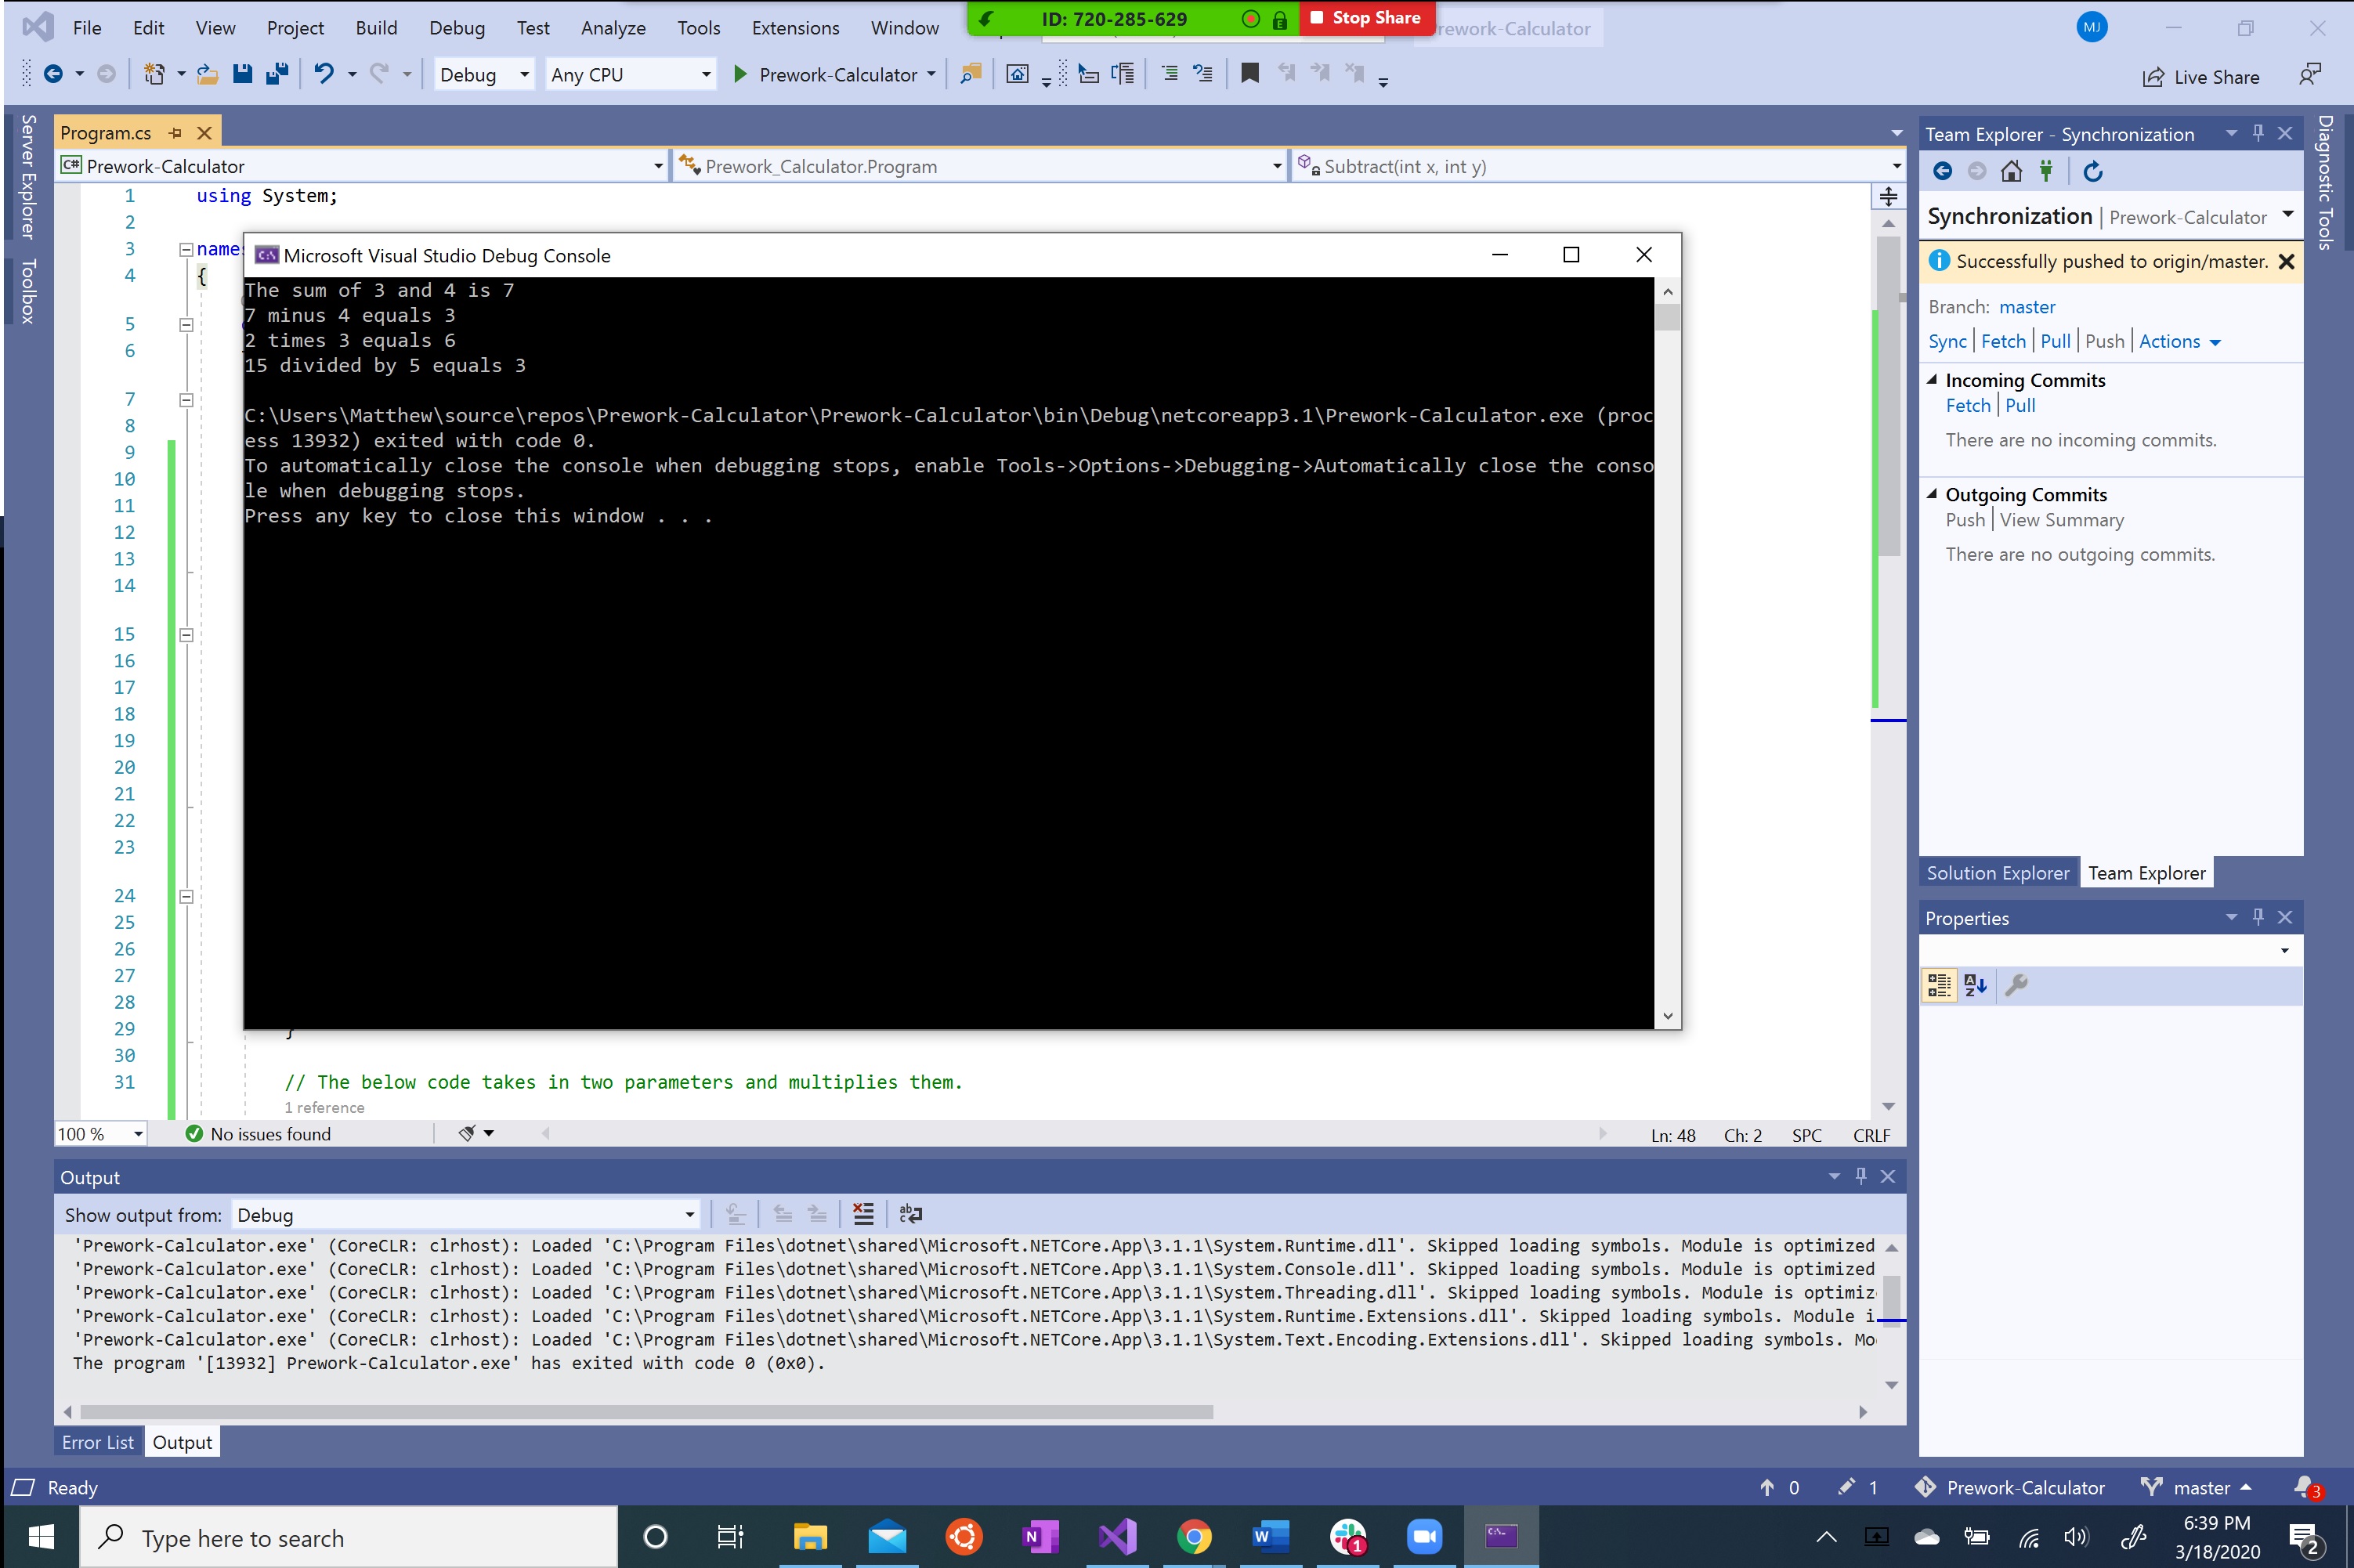 File Edit View Project Build Debug Test Analyze Tools Extensions Window
ID: 720-285-629 Stop Share
rework-Calculator
MJ
Debug Any CPU Prework-Calculator
Live Share
Server Explorer
Toolbox
Diagnostic Tools
Program.cs
C# Prework-Calculator Prework_Calculator.Program Subtract(int x, int y)
1 using System;
2
3 names
4 {
5
6
7
8
9
10
11
12
13
14
15
16
17
18
19
20
21
22
23
24
25
26
27
28
29 }
30
31 // The below code takes in two parameters and multiplies them.
1 reference
Microsoft Visual Studio Debug Console
The sum of 3 and 4 is 7
7 minus 4 equals 3
2 times 3 equals 6
15 divided by 5 equals 3
C:\Users\Matthew\source\repos\Prework-Calculator\Prework-Calculator\bin\Debug\netcoreapp3.1\Prework-Calculator.exe (proc
ess 13932) exited with code 0.
To automatically close the console when debugging stops, enable Tools->Options->Debugging->Automatically close the conso
le when debugging stops.
Press any key to close this window . . .
100 % No issues found Ln: 48 Ch: 2 SPC CRLF
Team Explorer - Synchronization
Synchronization | Prework-Calculator
Successfully pushed to origin/master.
Branch: master
Sync | Fetch | Pull | Push | Actions
Incoming Commits
Fetch | Pull
There are no incoming commits.
Outgoing Commits
Push | View Summary
There are no outgoing commits.
Solution Explorer Team Explorer
Properties
Output
Show output from: Debug
'Prework-Calculator.exe' (CoreCLR: clrhost): Loaded 'C:\Program Files\dotnet\shared\Microsoft.NETCore.App\3.1.1\System.Runtime.dll'. Skipped loading symbols. Module is optimized
'Prework-Calculator.exe' (CoreCLR: clrhost): Loaded 'C:\Program Files\dotnet\shared\Microsoft.NETCore.App\3.1.1\System.Console.dll'. Skipped loading symbols. Module is optimized
'Prework-Calculator.exe' (CoreCLR: clrhost): Loaded 'C:\Program Files\dotnet\shared\Microsoft.NETCore.App\3.1.1\System.Threading.dll'. Skipped loading symbols. Module is optimiz
'Prework-Calculator.exe' (CoreCLR: clrhost): Loaded 'C:\Program Files\dotnet\shared\Microsoft.NETCore.App\3.1.1\System.Runtime.Extensions.dll'. Skipped loading symbols. Module i
'Prework-Calculator.exe' (CoreCLR: clrhost): Loaded 'C:\Program Files\dotnet\shared\Microsoft.NETCore.App\3.1.1\System.Text.Encoding.Extensions.dll'. Skipped loading symbols. Mo
The program '[13932] Prework-Calculator.exe' has exited with code 0 (0x0).
Error List Output
Ready 0 1 Prework-Calculator master 3
Type here to search
6:39 PM
3/18/2020
2